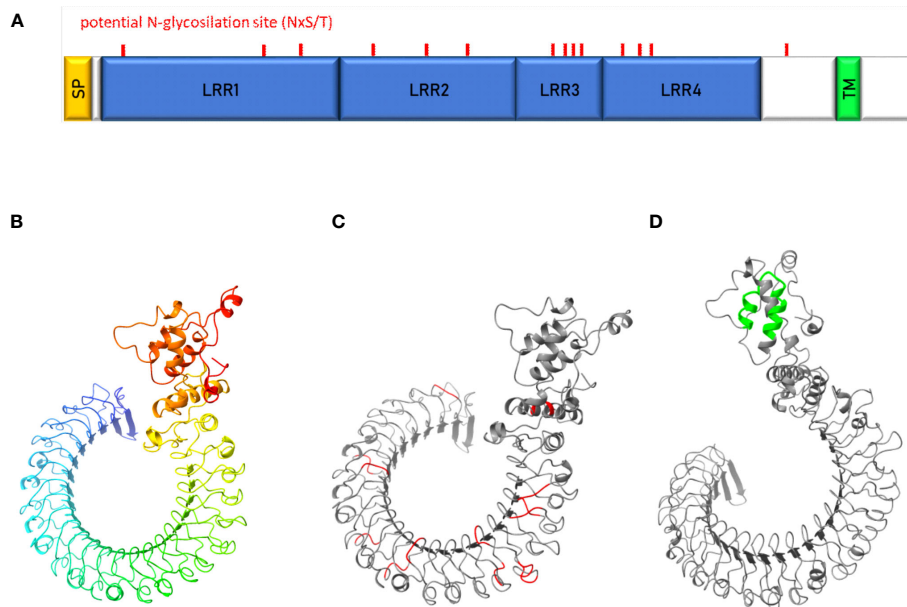 A
potential N-glycosilation site (NxS/T)
SP
LRR1
LRR2
LRR3
LRR4
TM
B
C
D